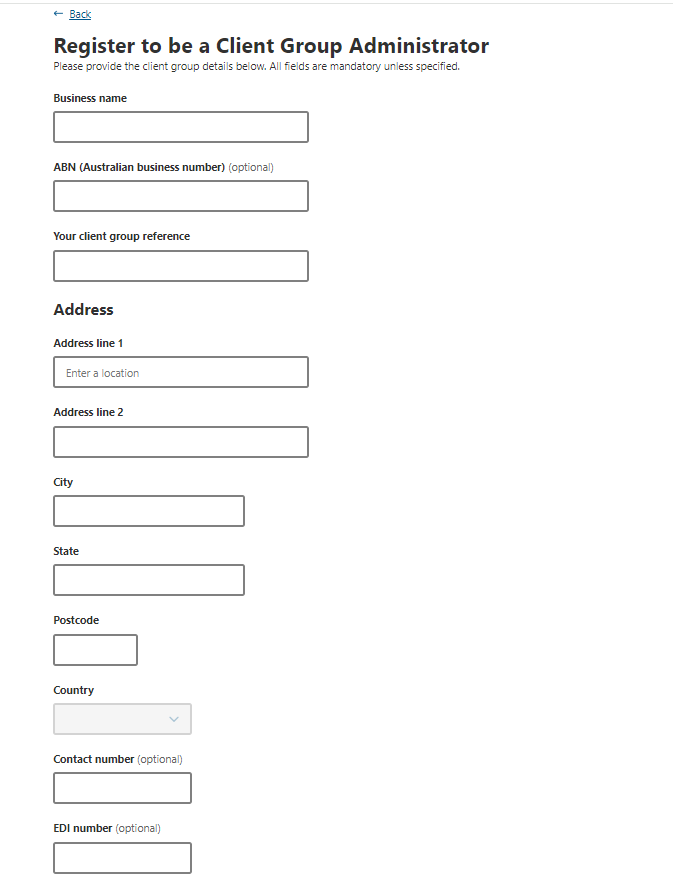 ← Back
Register to be a Client Group Administrator
Please provide the client group details below. All fields are mandatory unless specified.
Business name
ABN (Australian business number) (optional)
Your client group reference
Address
Address line 1
Enter a location
Address line 2
City
State
Postcode
Country
Contact number (optional)
EDI number (optional)